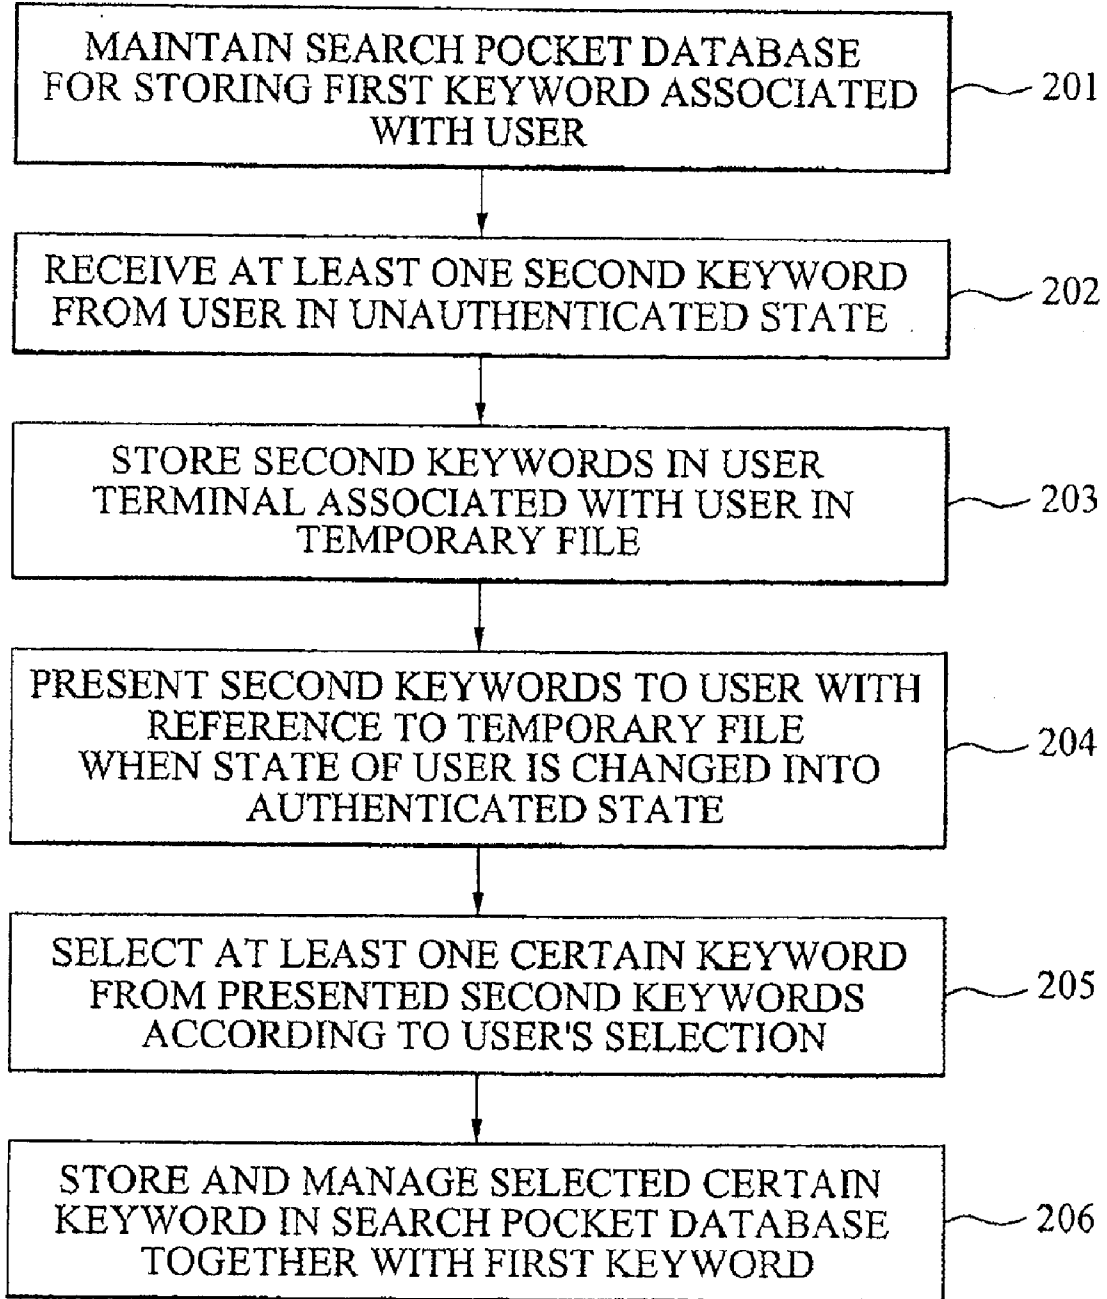 MAINTAIN SEARCH POCKET DATABASE
FOR STORING FIRST KEYWORD ASSOCIATED
WITH USER
201
RECEIVE AT LEAST ONE SECOND KEYWORD
FROM USER IN UNAUTHENTICATED STATE
202
STORE SECOND KEYWORDS IN USER
TERMINAL ASSOCIATED WITH USER IN
TEMPORARY FILE
203
PRESENT SECOND KEYWORDS TO USER WITH
REFERENCE TO TEMPORARY FILE
WHEN STATE OF USER IS CHANGED INTO
AUTHENTICATED STATE
204
SELECT AT LEAST ONE CERTAIN KEYWORD
FROM PRESENTED SECOND KEYWORDS
ACCORDING TO USER'S SELECTION
205
STORE AND MANAGE SELECTED CERTAIN
KEYWORD IN SEARCH POCKET DATABASE
TOGETHER WITH FIRST KEYWORD
206